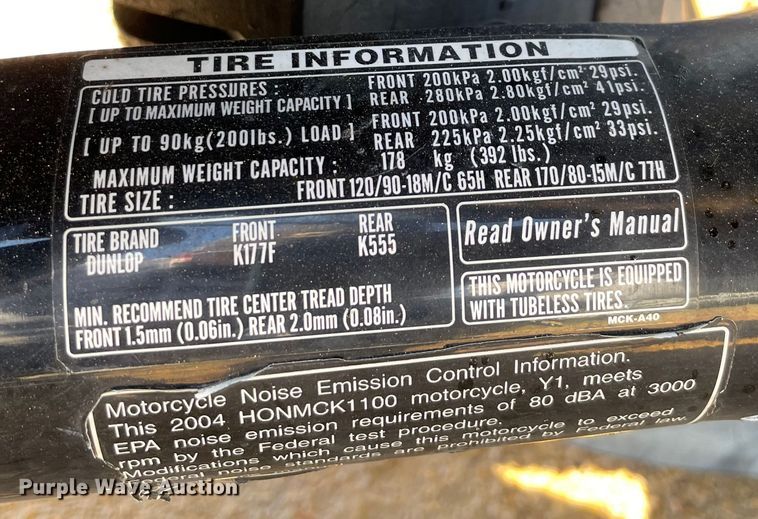 TIRE INFORMATION
COLD TIRE PRESSURES : FRONT 200kPa 2.00kgf/cm² 29psi.
[ UP TO MAXIMUM WEIGHT CAPACITY ] REAR 280kPa 2.80kgf/cm² 41psi.
[ UP TO 90kg(200lbs.) LOAD ] FRONT 200kPa 2.00kgf/cm² 29psi.
REAR 225kPa 2.25kgf/cm² 33psi.
MAXIMUM WEIGHT CAPACITY : 178 kg (392 lbs.)
TIRE SIZE : FRONT 120/90-18M/C 65H REAR 170/80-15M/C 77H
TIRE BRAND FRONT REAR
DUNLOP K177F K555
MIN. RECOMMEND TIRE CENTER TREAD DEPTH
FRONT 1.5mm (0.06in.) REAR 2.0mm (0.08in.)
Read Owner's Manual
THIS MOTORCYCLE IS EQUIPPED
WITH TUBELESS TIRES.
MCK-A40
Motorcycle Noise Emission Control Information.
This 2004 HONMCK1100 motorcycle, Y1, meets
EPA noise emission requirements of 80 dBA at 3000
rpm by the Federal test procedure.
Modifications which cause this motorcycle to exceed
noise standards are prohibited by Federal law.
Purple Wave Auction